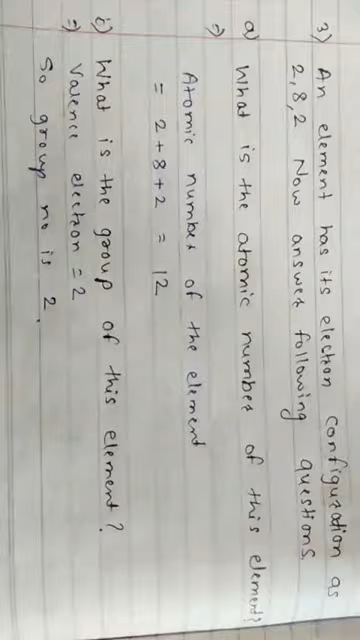 3) An element has its electron configuration as
2,8,2 Now answer following questions.
a) What is the atomic number of this element?
⇒
Atomic number of the element
= 2+8+2 = 12
b) What is the group of this element?
⇒ Valence electron = 2
So group no is 2.